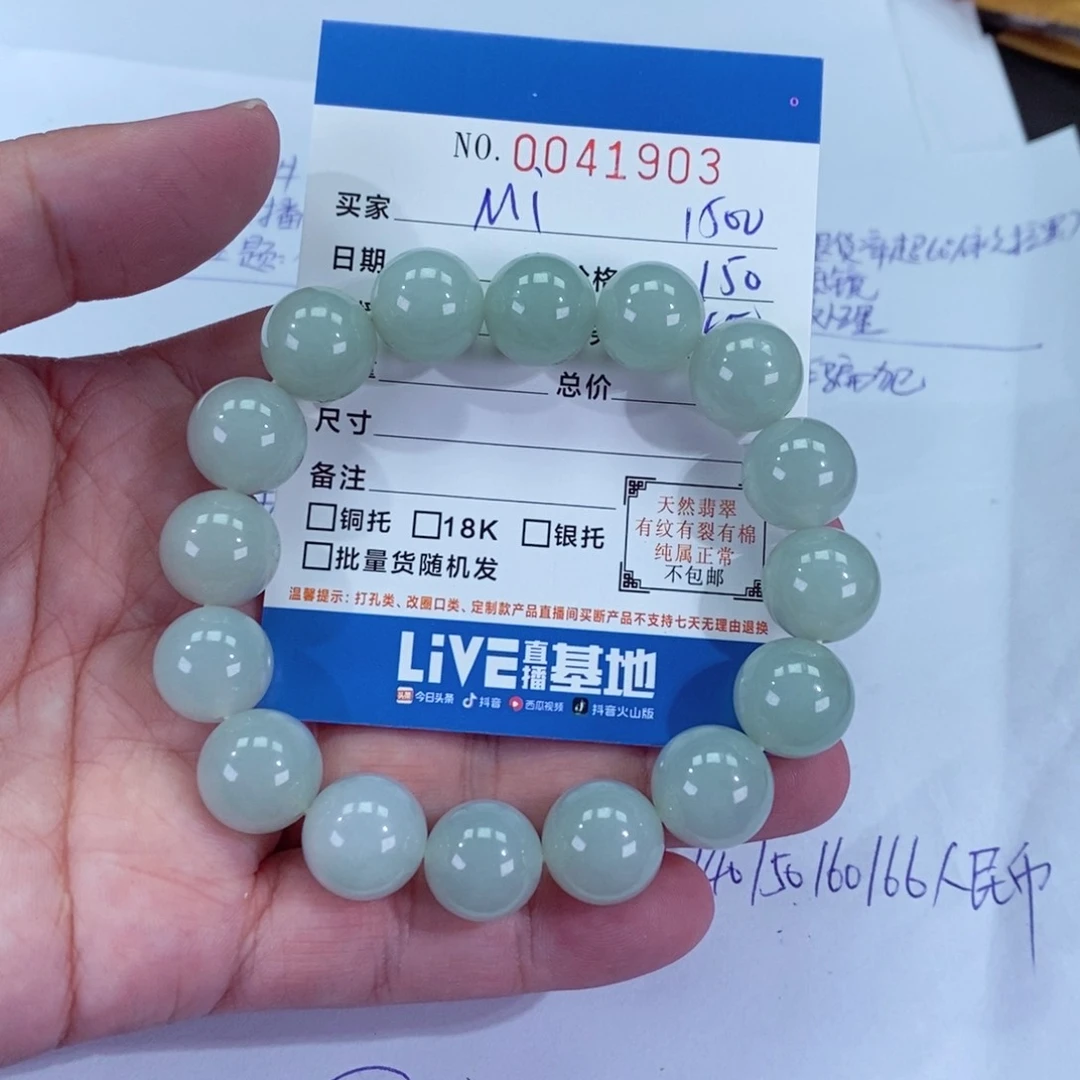 NO. 0041903
买家 Mi 1500
日期 格 150
总价
尺寸
备注
□铜托 □18K □银托
□批量货随机发
天然翡翠
有纹有裂有棉
纯属正常
不包邮
温馨提示：打孔类、改圈口类、定制款产品直播间买断产品不支持七天无理由退换
LiVE直播基地
头条 今日头条 抖音 西瓜视频 抖音火山版
题:
140/150/160/166人民币